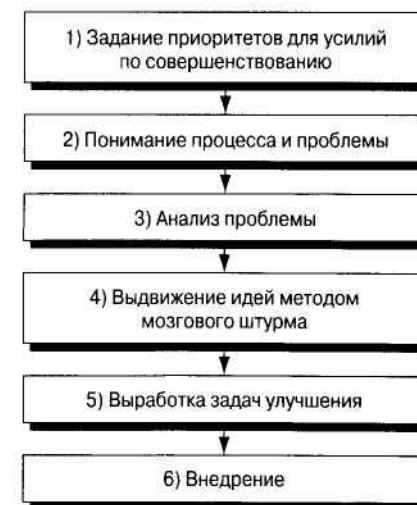 1) Задание приоритетов для усилий
по совершенствованию
2) Понимание процесса и проблемы
3) Анализ проблемы
4) Выдвижение идей методом
мозгового штурма
5) Выработка задач улучшения
6) Внедрение